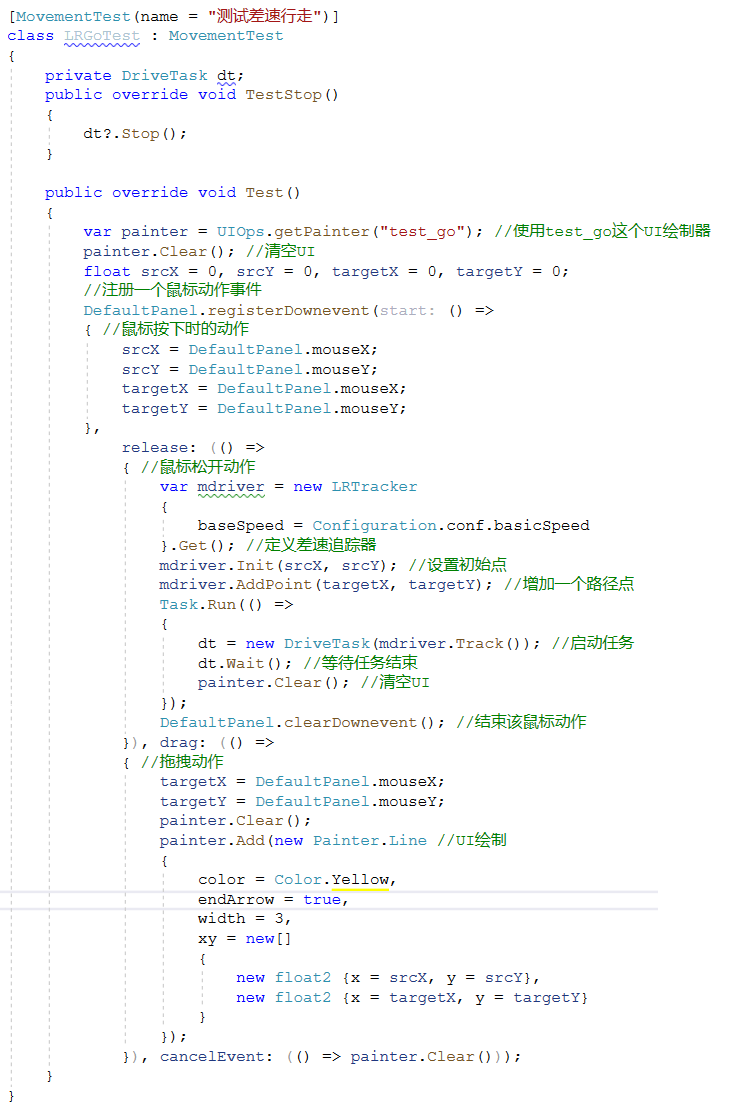 [MovementTest(name = "测试差速行走")]
class LRGoTest : MovementTest
{
    private DriveTask dt;
    public override void TestStop()
    {
        dt?.Stop();
    }

    public override void Test()
    {
        var painter = UIOps.getPainter("test_go"); //使用test_go这个UI绘制器
        painter.Clear(); //清空UI
        float srcX = 0, srcY = 0, targetX = 0, targetY = 0;
        //注册一个鼠标动作事件
        DefaultPanel.registerDownevent(start: () =>
        { //鼠标按下时的动作
            srcX = DefaultPanel.mouseX;
            srcY = DefaultPanel.mouseY;
            targetX = DefaultPanel.mouseX;
            targetY = DefaultPanel.mouseY;
        },
            release: (() =>
            { //鼠标松开动作
                var mdriver = new LRTracker
                {
                    baseSpeed = Configuration.conf.basicSpeed
                }.Get(); //定义差速追踪器
                mdriver.Init(srcX, srcY); //设置初始点
                mdriver.AddPoint(targetX, targetY); //增加一个路径点
                Task.Run(() =>
                {
                    dt = new DriveTask(mdriver.Track()); //启动任务
                    dt.Wait(); //等待任务结束
                    painter.Clear(); //清空UI
                });
                DefaultPanel.clearDownevent(); //结束该鼠标动作
            }), drag: (() =>
            { //拖拽动作
                targetX = DefaultPanel.mouseX;
                targetY = DefaultPanel.mouseY;
                painter.Clear();
                painter.Add(new Painter.Line //UI绘制
                {
                    color = Color.Yellow,
                    endArrow = true,
                    width = 3,
                    xy = new[]
                    {
                        new float2 {x = srcX, y = srcY},
                        new float2 {x = targetX, y = targetY}
                    }
                });
            }), cancelEvent: (() => painter.Clear()));
    }
}